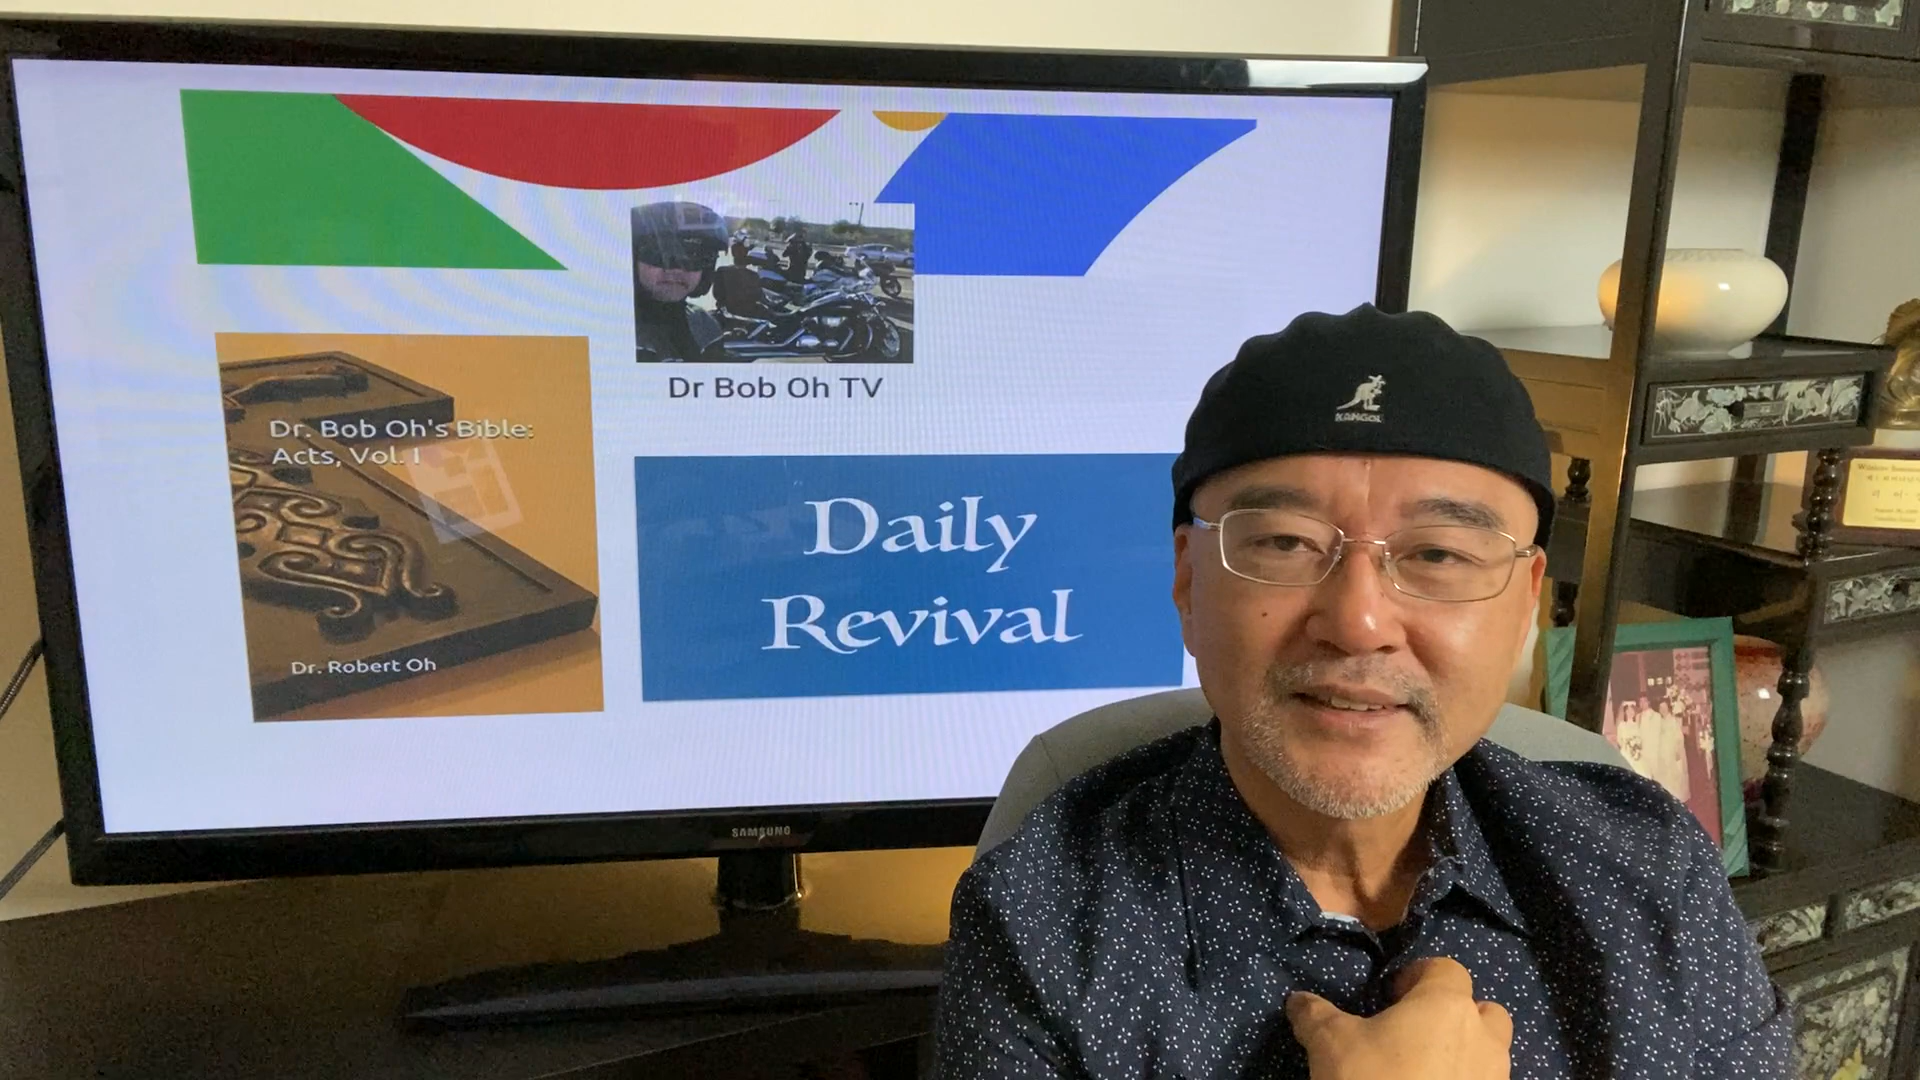 Dr Bob Oh TV
Dr. Bob Oh's Bible:
Acts, Vol. I
Dr. Robert Oh
Daily
Revival
SAMSUNG
KANGOL